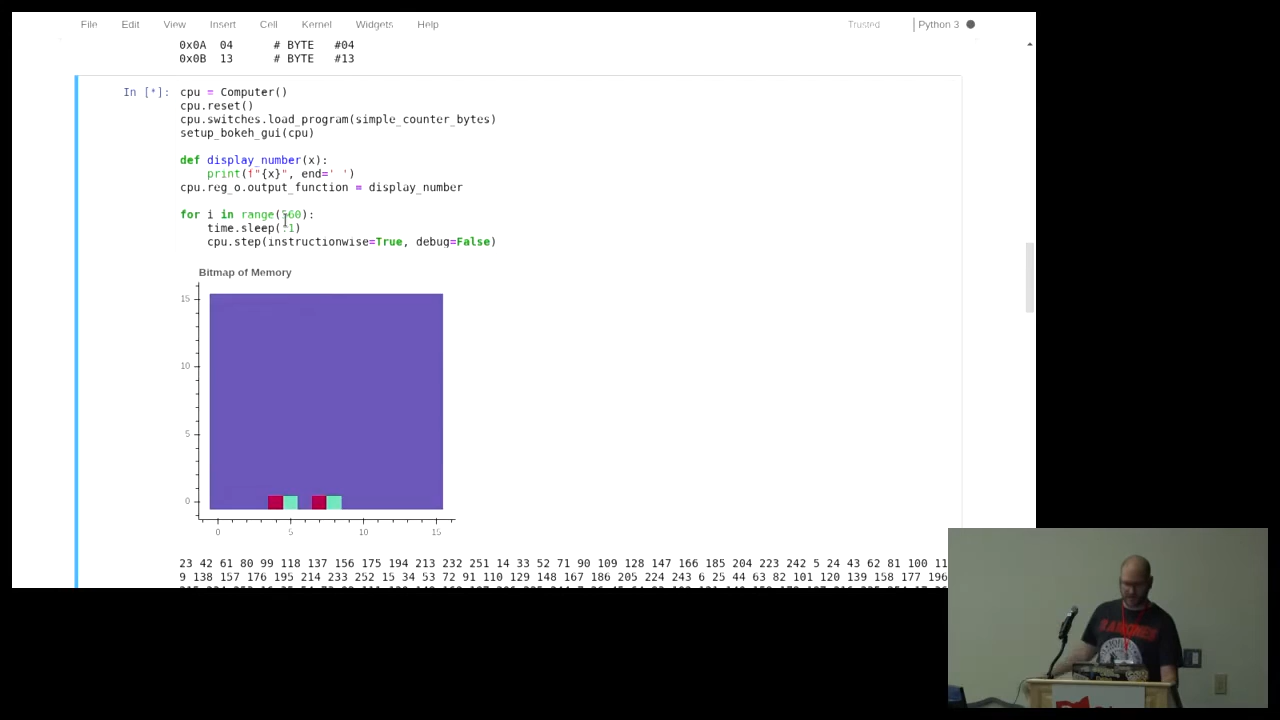 File Edit View Insert Cell Kernel Widgets Help Trusted Python 3
0x0A 04 # BYTE #04
0x0B 13 # BYTE #13
In [*]: cpu = Computer()
cpu.reset()
cpu.switches.load_program(simple_counter_bytes)
setup_bokeh_gui(cpu)
def display_number(x):
print(f"{x}", end=' ')
cpu.reg_o.output_function = display_number
for i in range(560):
time.sleep(.1)
cpu.step(instructionwise=True, debug=False)
Bitmap of Memory
15
10
5
0
0 5 10 15
23 42 61 80 99 118 137 156 175 194 213 232 251 14 33 52 71 90 109 128 147 166 185 204 223 242 5 24 43 62 81 100 11
9 138 157 176 195 214 233 252 15 34 53 72 91 110 129 148 167 186 205 224 243 6 25 44 63 82 101 120 139 158 177 196
RAMONES